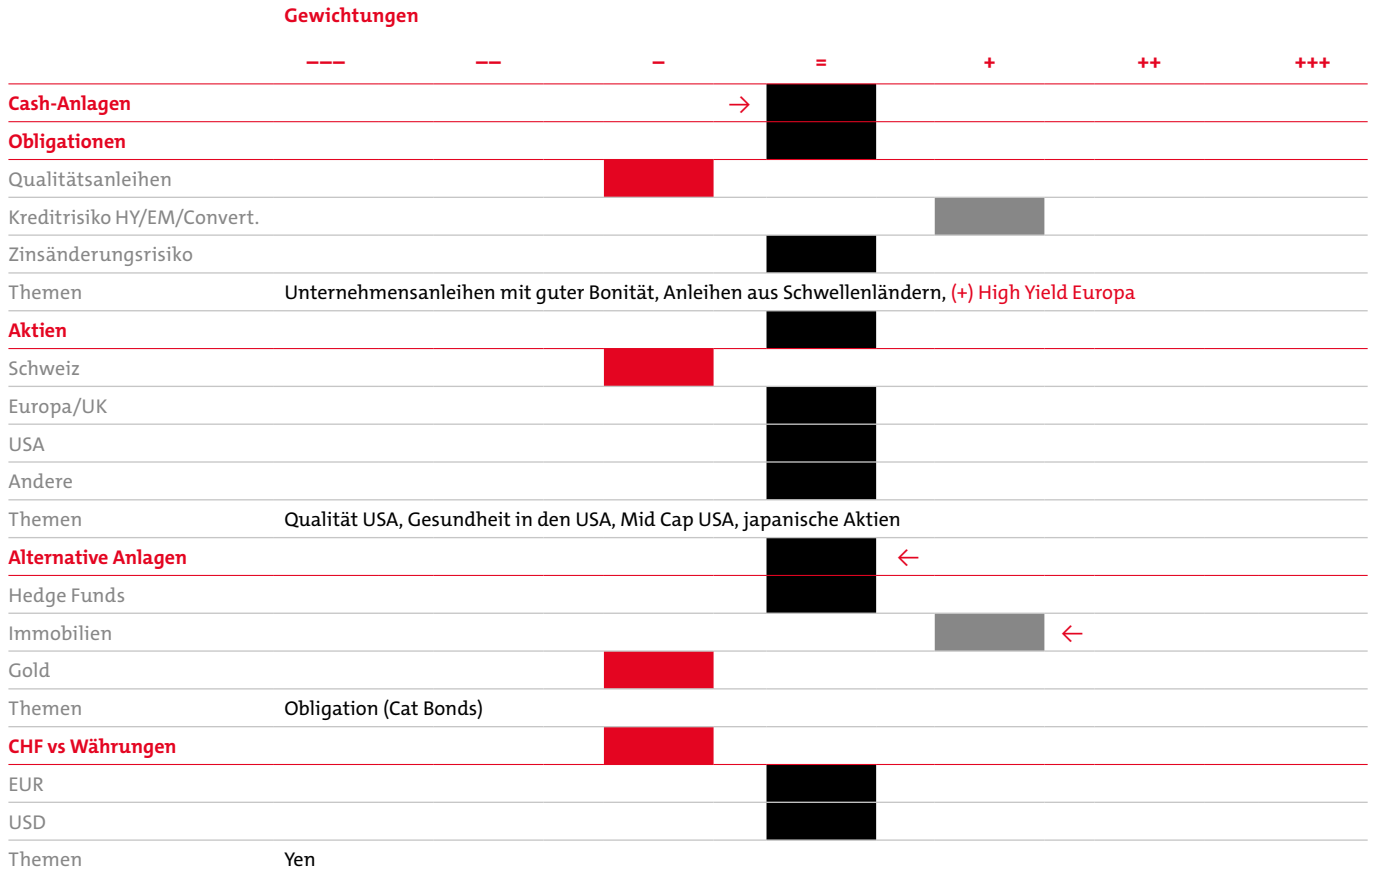 Gewichtungen
––– –– – = + ++ +++
Cash-Anlagen →
Obligationen
Qualitätsanleihen
Kreditrisiko HY/EM/Convert.
Zinsänderungsrisiko
Themen Unternehmensanleihen mit guter Bonität, Anleihen aus Schwellenländern, (+) High Yield Europa
Aktien
Schweiz
Europa/UK
USA
Andere
Themen Qualität USA, Gesundheit in den USA, Mid Cap USA, japanische Aktien
Alternative Anlagen ←
Hedge Funds
Immobilien ←
Gold
Themen Obligation (Cat Bonds)
CHF vs Währungen
EUR
USD
Themen Yen